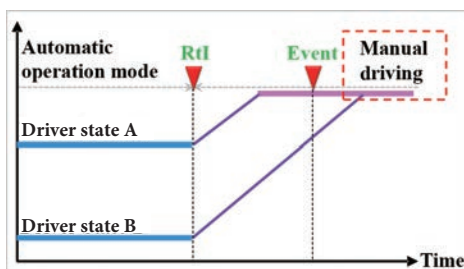 Automatic
operation mode
RtI
Event
Manual
driving
Driver state A
Driver state B
Time